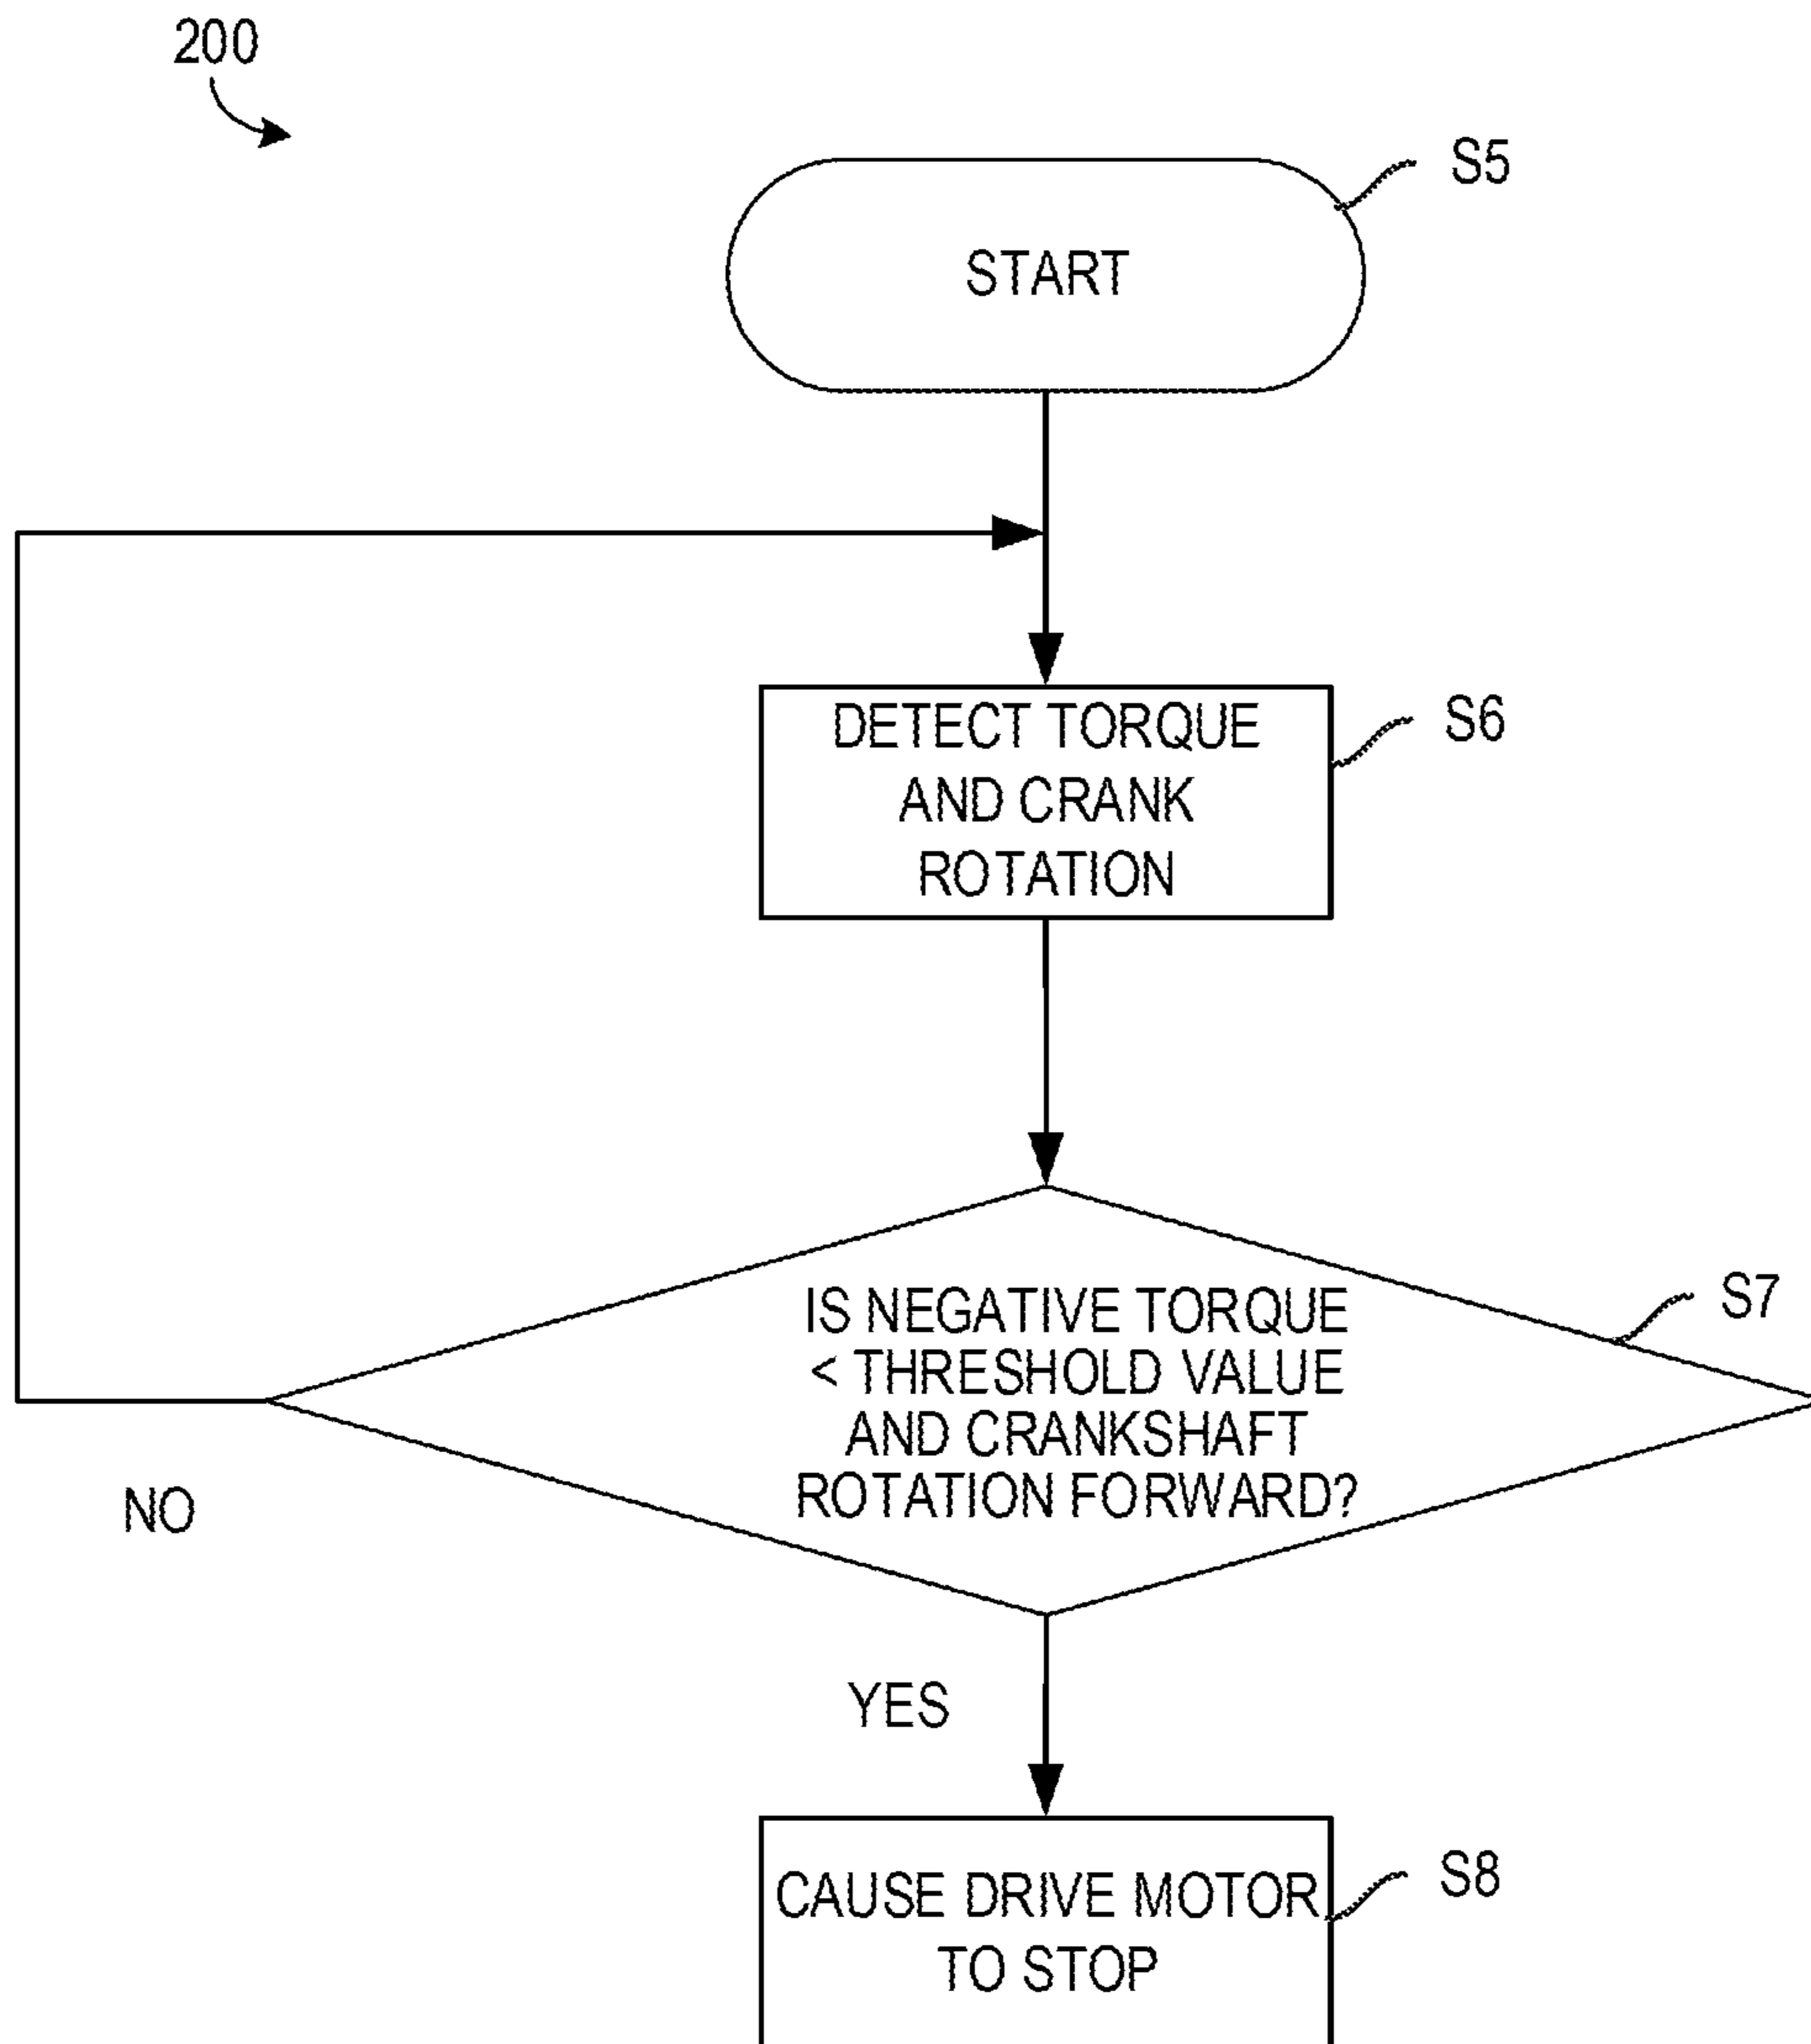 200
S5
START
S6
DETECT TORQUE
AND CRANK
ROTATION
S7
IS NEGATIVE TORQUE
< THRESHOLD VALUE
AND CRANKSHAFT
ROTATION FORWARD?
NO
YES
S8
CAUSE DRIVE MOTOR
TO STOP